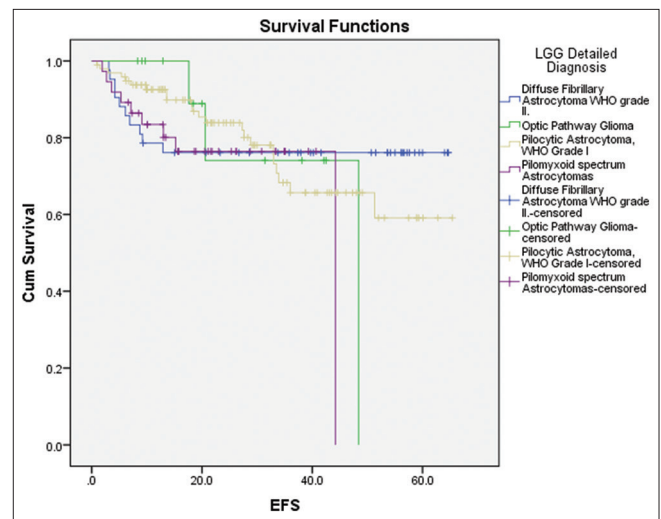 Survival Functions
LGG Detailed
Diagnosis
Diffuse Fibrillary
Astrocytoma WHO grade
II.
Optic Pathway Glioma
Pilocytic Astrocytoma,
WHO Grade I
Pilomyxoid spectrum
Astrocytomas
Diffuse Fibrillary
Astrocytoma WHO grade
II.-censored
Optic Pathway Glioma-
censored
Pilocytic Astrocytoma,
WHO Grade I-censored
Pilomyxoid spectrum
Astrocytomas-censored
Cum Survival
1.0
0.8
0.6
0.4
0.2
0.0
.0 20.0 40.0 60.0
EFS